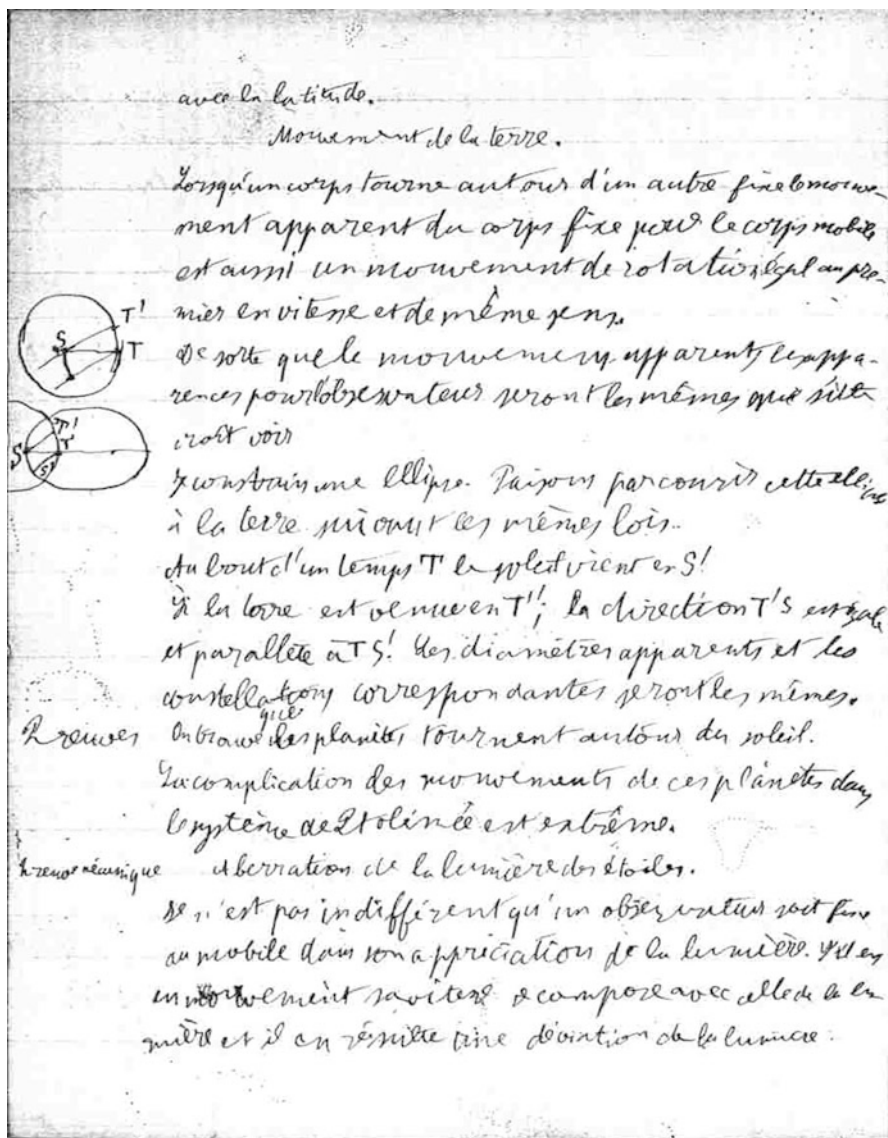 avec la latitude.
Mouvement de la terre.
Lorsqu'un corps tourne autour d'un autre fixe le mouve-
ment apparent du corps fixe pour le corps mobile
est aussi un mouvement de rotation égal au pre-
mier en vitesse et de même sens.
T'
S
T
De sorte que le mouvement apparent, les appa-
rences pour l'observateur seront les mêmes que s'il
croît voir
T'
S
T
S'
construis une Ellipse. Faisons parcourir cette ellipse
à la terre suivant les mêmes lois.
Au bout d'un temps T le soleil vient en S'
Si la terre est venue en T', la direction T'S est égale
et parallèle à TS'. Les diamètres apparents et les
constellations correspondantes seront les mêmes.
Preuves On trouve que les planètes tournent autour du soleil.
La complication des mouvements de ces planètes dans
le système de Ptolémée est extrême.
Preuve mécanique Aberration de la lumière des étoiles.
Il n'est pas indifférent qu'un observateur soit fixe
ou mobile dans son appréciation de la lumière. S'il est
en mouvement sa vitesse se compose avec celle de la lu-
mière et il en résulte une déviation de la lumière.